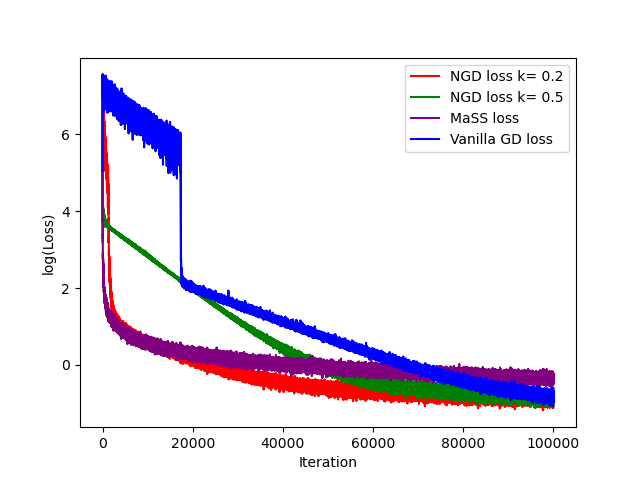 NGD loss k= 0.2
NGD loss k= 0.5
MaSS loss
Vanilla GD loss
log(Loss)
6
4
2
0
0 20000 40000 60000 80000 100000
Iteration